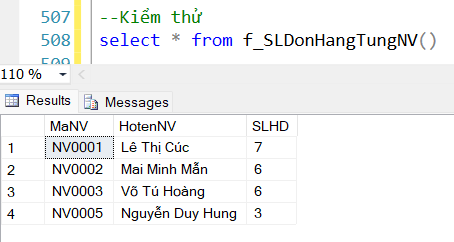 507 --Kiểm thử
508 select * from f_SLDonHangTungNV()
509
110 %
Results Messages
MaNV HotenNV SLHD
1 NV0001 Lê Thị Cúc 7
2 NV0002 Mai Minh Mẫn 6
3 NV0003 Võ Tú Hoàng 6
4 NV0005 Nguyễn Duy Hung 3